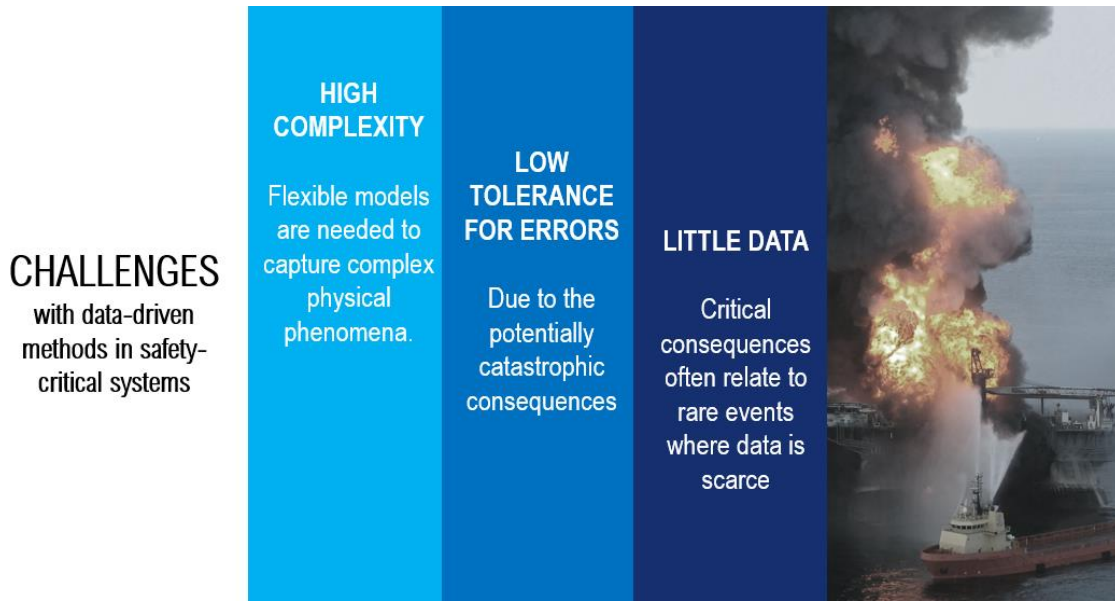 CHALLENGES
with data-driven
methods in safety-
critical systems
HIGH
COMPLEXITY
Flexible models
are needed to
capture complex
physical
phenomena.
LOW
TOLERANCE
FOR ERRORS
Due to the
potentially
catastrophic
consequences
LITTLE DATA
Critical
consequences
often relate to
rare events
where data is
scarce